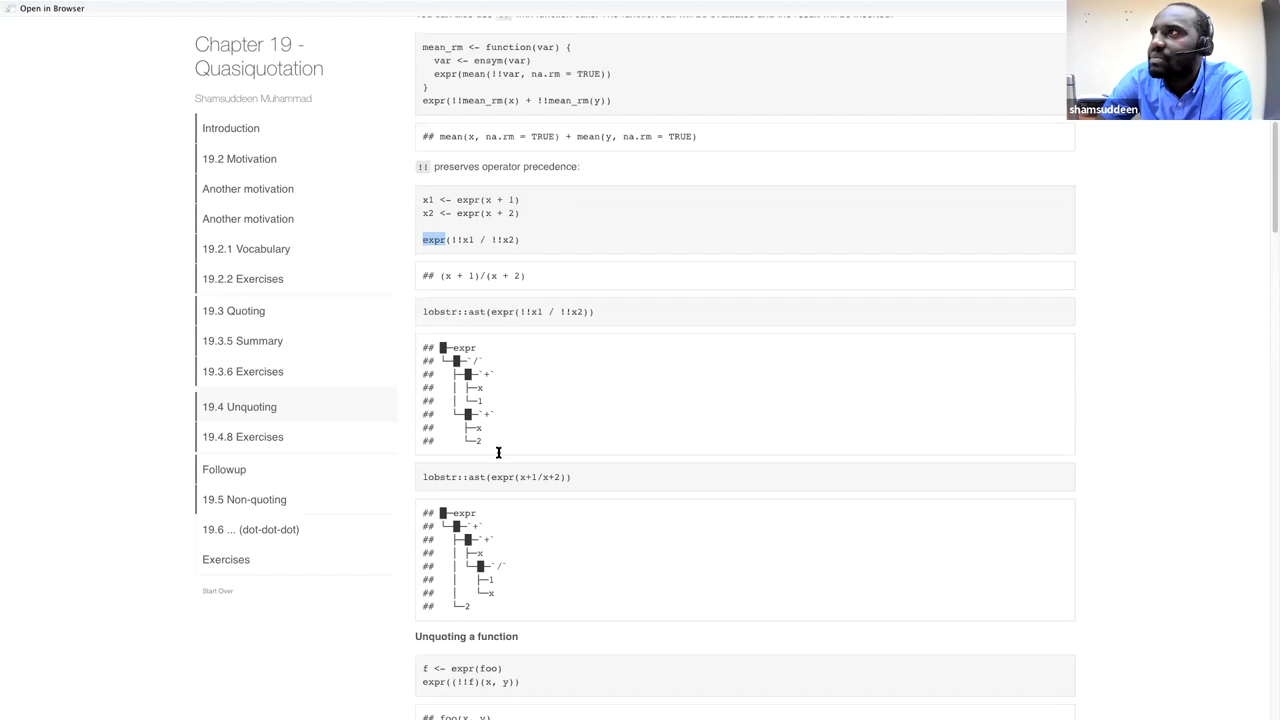 Open in Browser
Chapter 19 -
Quasiquotation
Shamsuddeen Muhammad
Introduction
19.2 Motivation
Another motivation
Another motivation
19.2.1 Vocabulary
19.2.2 Exercises
19.3 Quoting
19.3.5 Summary
19.3.6 Exercises
19.4 Unquoting
19.4.8 Exercises
Followup
19.5 Non-quoting
19.6 ... (dot-dot-dot)
Exercises
Start Over
mean_rm <- function(var) {
  var <- ensym(var)
  expr(mean(!!var, na.rm = TRUE))
}
expr(!!mean_rm(x) + !!mean_rm(y))
## mean(x, na.rm = TRUE) + mean(y, na.rm = TRUE)
!! preserves operator precedence:
x1 <- expr(x + 1)
x2 <- expr(x + 2)
expr(!!x1 / !!x2)
## (x + 1)/(x + 2)
lobstr::ast(expr(!!x1 / !!x2))
## █─expr
## └─█─`/`
##   ├─█─`+`
##   │ ├─x
##   │ └─1
##   └─█─`+`
##     ├─x
##     └─2
lobstr::ast(expr(x+1/x+2))
## █─expr
## └─█─`+`
##   ├─█─`+`
##   │ ├─x
##   │ └─█─`/`
##   │   ├─1
##   │   └─x
##   └─2
Unquoting a function
f <- expr(foo)
expr((!!f)(x, y))
## foo(x, y)
shamsuddeen